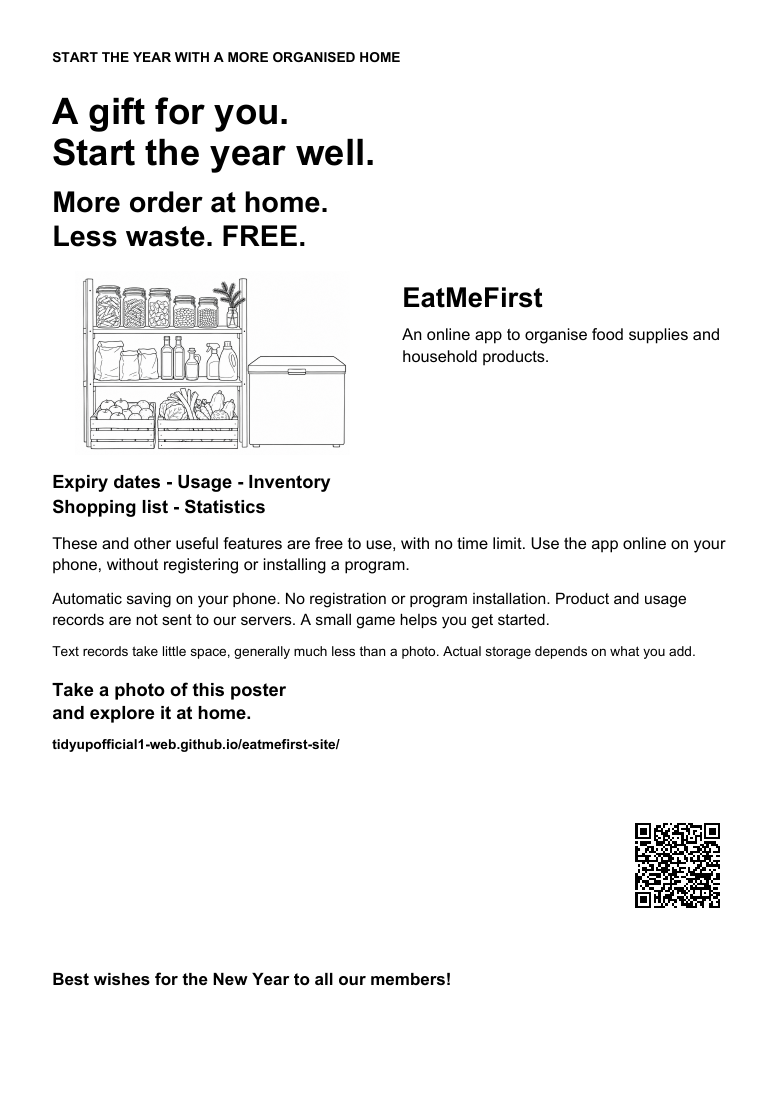 START THE YEAR WITH A MORE ORGANISED HOME
A gift for you.
Start the year well.
More order at home.
Less waste. FREE.
EatMeFirst
An online app to organise food supplies and
household products.
Expiry dates - Usage - Inventory
Shopping list - Statistics
These and other useful features are free to use, with no time limit. Use the app online on your
phone, without registering or installing a program.
Automatic saving on your phone. No registration or program installation. Product and usage
records are not sent to our servers. A small game helps you get started.
Text records take little space, generally much less than a photo. Actual storage depends on what you add.
Take a photo of this poster
and explore it at home.
tidyupofficial1-web.github.io/eatmefirst-site/
Best wishes for the New Year to all our members!